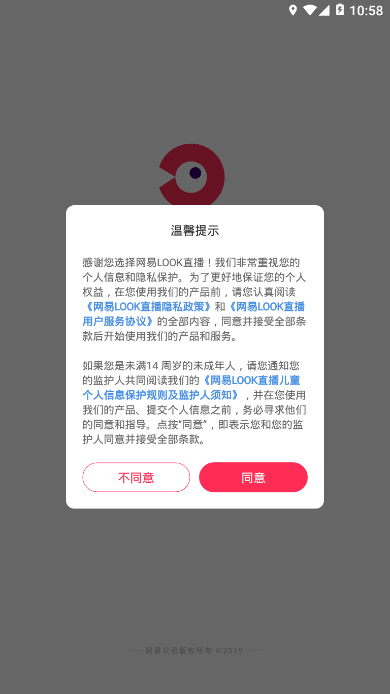 10:58
温馨提示
感谢您选择网易LOOK直播！我们非常重视您的
个人信息和隐私保护。为了更好地保证您的个人
权益，在您使用我们的产品前，请您认真阅读
《网易LOOK直播隐私政策》和《网易LOOK直播
用户服务协议》的全部内容，同意并接受全部条
款后开始使用我们的产品和服务。
如果您是未满14 周岁的未成年人，请您通知您
的监护人共同阅读我们的《网易LOOK直播儿童
个人信息保护规则及监护人须知》，并在您使用
我们的产品、提交个人信息之前，务必寻求他们
的同意和指导。点按“同意”，即表示您和您的监
护人同意并接受全部条款。
不同意
同意
网易公司版权所有 ©2019